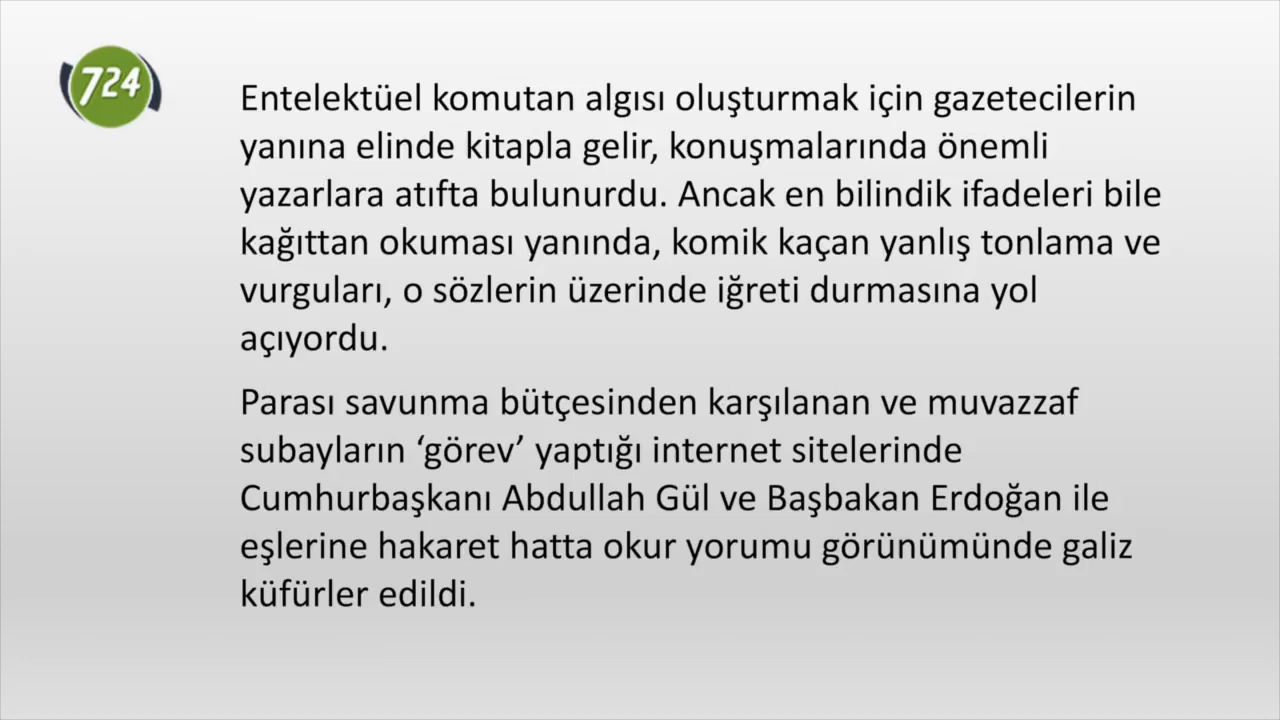 724
Entelektüel komutan algısı oluşturmak için gazetecilerin
yanına elinde kitapla gelir, konuşmalarında önemli
yazarlara atıfta bulunurdu. Ancak en bilindik ifadeleri bile
kağıttan okuması yanında, komik kaçan yanlış tonlama ve
vurguları, o sözlerin üzerinde iğreti durmasına yol
açıyordu.
Parası savunma bütçesinden karşılanan ve muvazzaf
subayların ‘görev’ yaptığı internet sitelerinde
Cumhurbaşkanı Abdullah Gül ve Başbakan Erdoğan ile
eşlerine hakaret hatta okur yorumu görünümünde galiz
küfürler edildi.